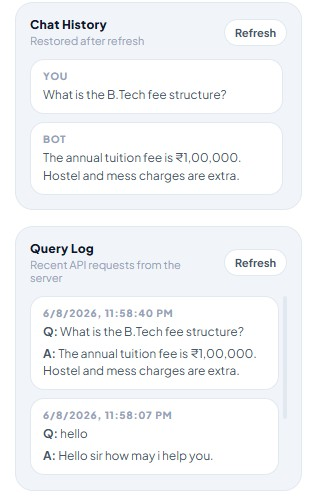 Chat History
Restored after refresh
Refresh
YOU
What is the B.Tech fee structure?
BOT
The annual tuition fee is ₹1,00,000.
Hostel and mess charges are extra.
Query Log
Recent API requests from the
server
Refresh
6/8/2026, 11:58:40 PM
Q: What is the B.Tech fee structure?
A: The annual tuition fee is ₹1,00,000.
Hostel and mess charges are extra.
6/8/2026, 11:58:07 PM
Q: hello
A: Hello sir how may i help you.